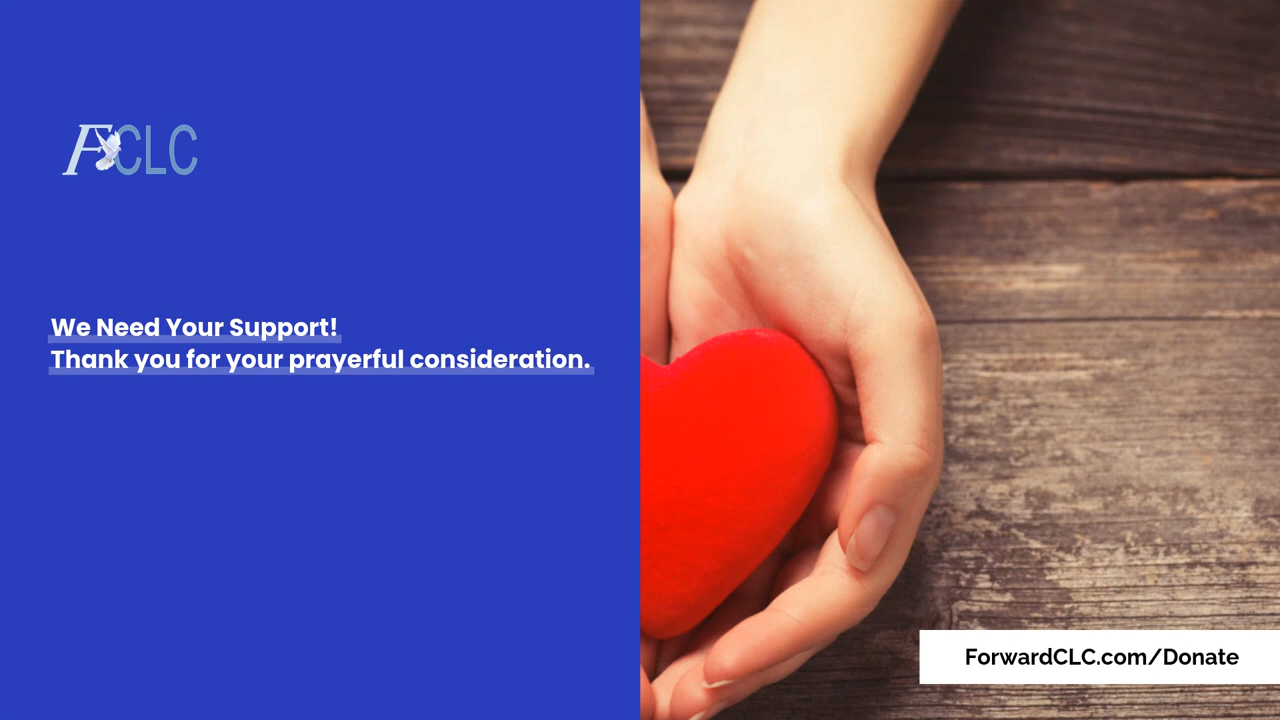 FCLC
We Need Your Support!
Thank you for your prayerful consideration.
ForwardCLC.com/Donate